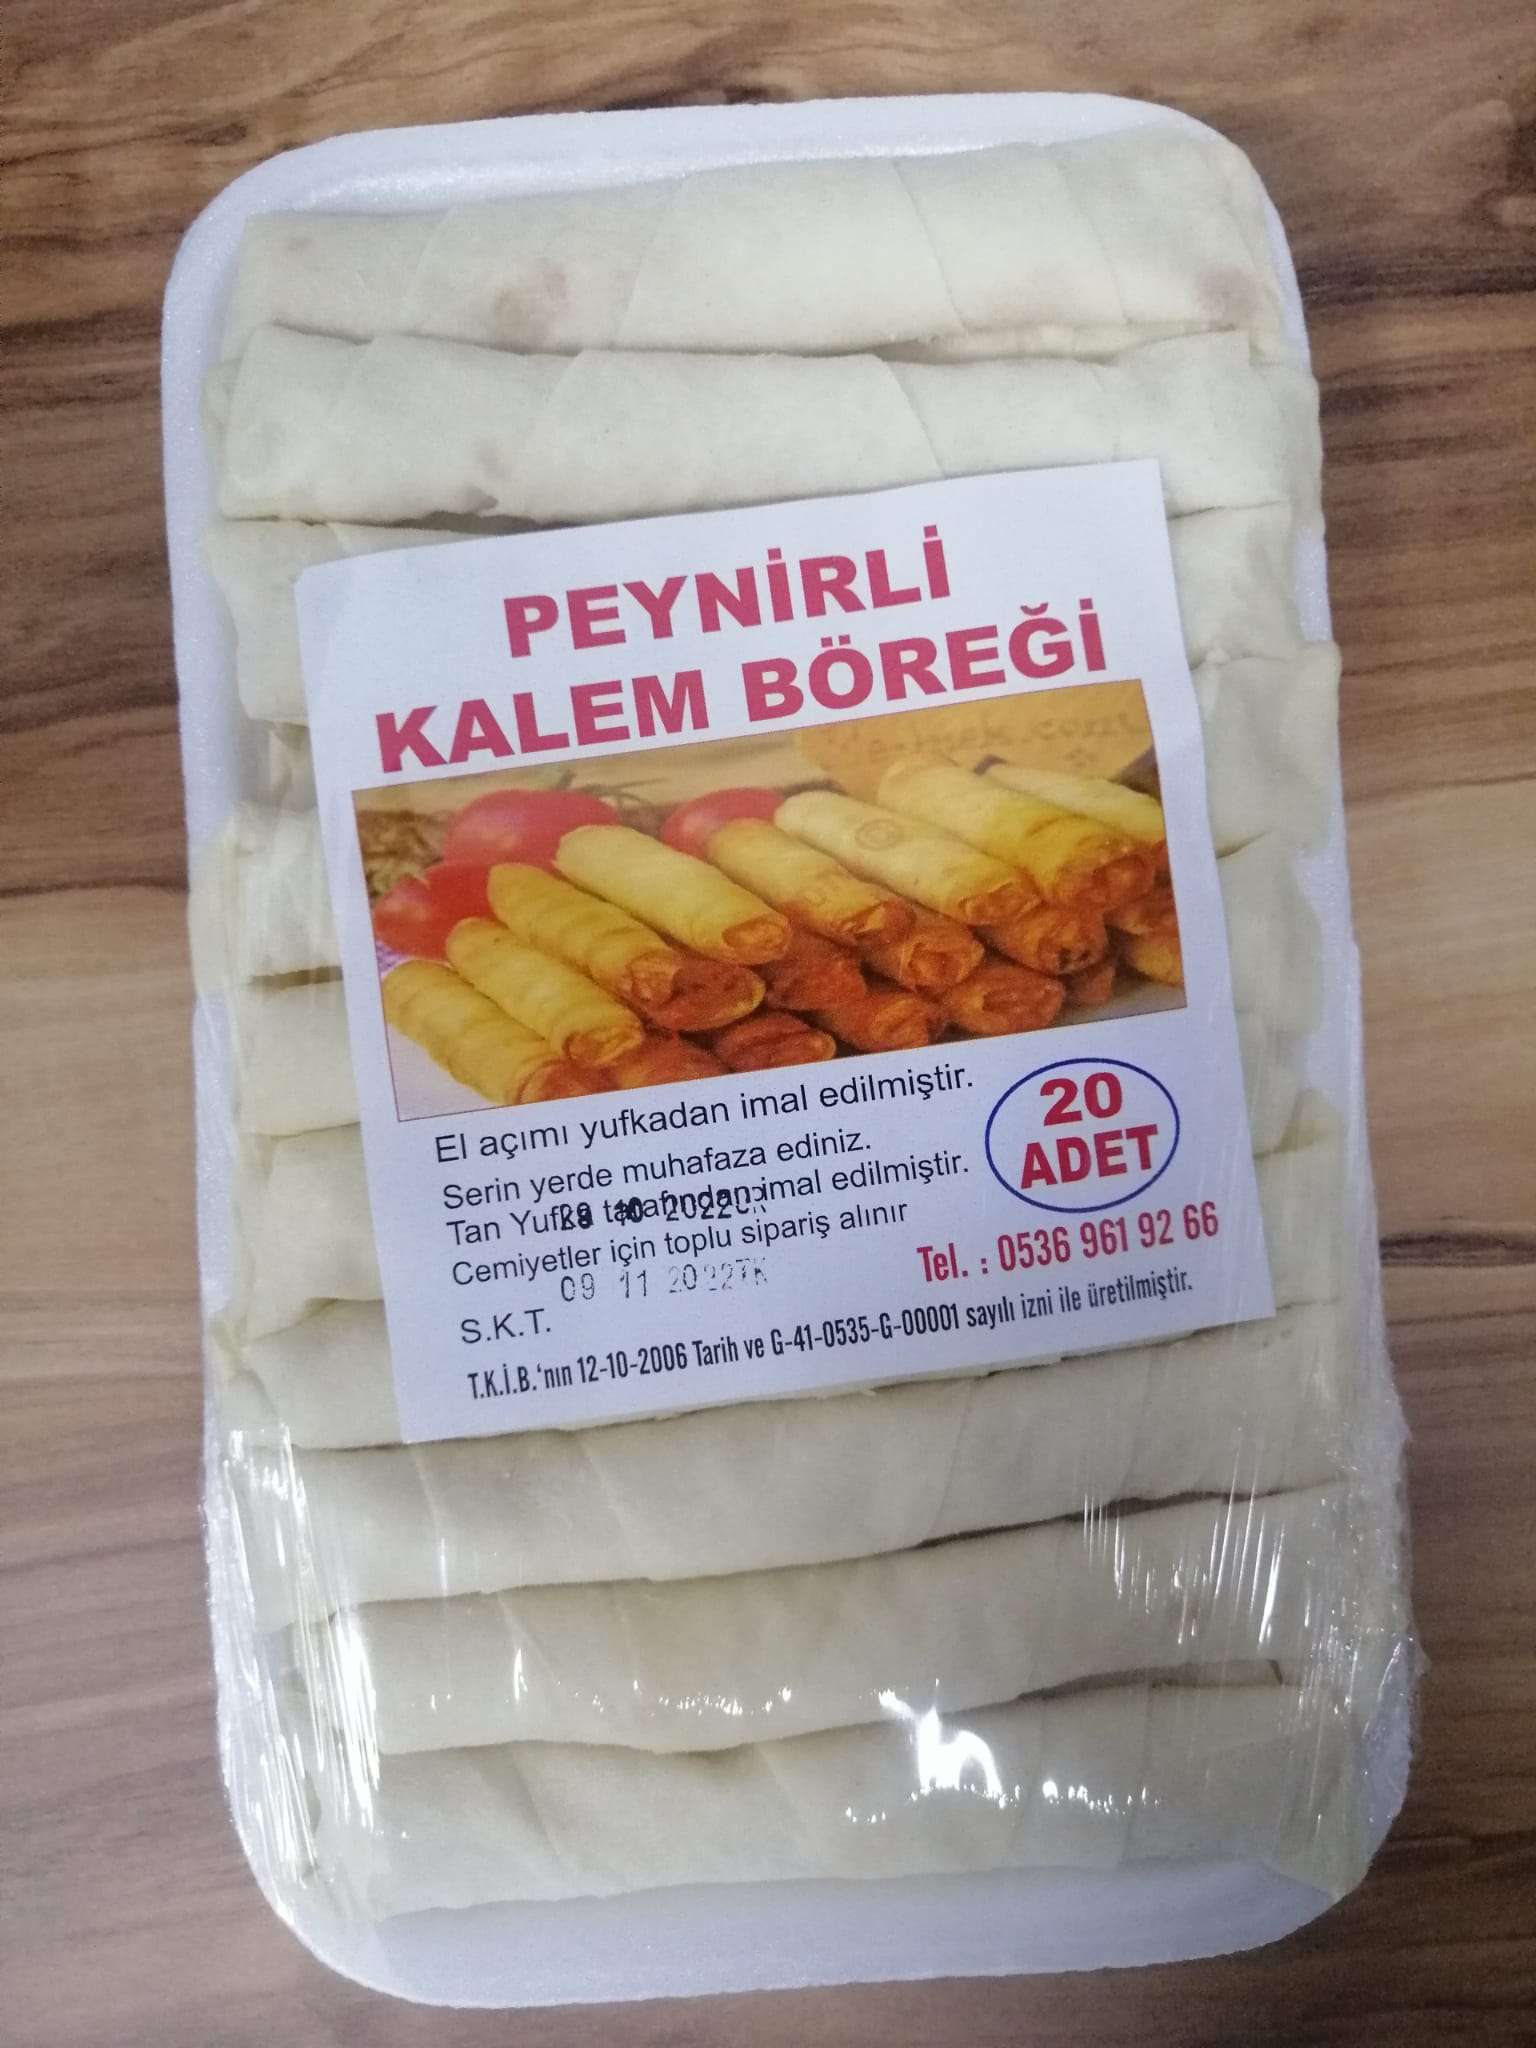 PEYNİRLİ
KALEM BÖREĞİ
El açımı yufkadan imal edilmiştir.
20
ADET
Serin yerde muhafaza ediniz.
Tan Yufka tarafından imal edilmiştir.
10 2022
Cemiyetler için toplu sipariş alınır
09 11 2022TK
Tel. : 0536 961 92 66
S.K.T.
T.K.İ.B.'nın 12-10-2006 Tarih ve G-41-0535-G-00001 sayılı izni ile üretilmiştir.